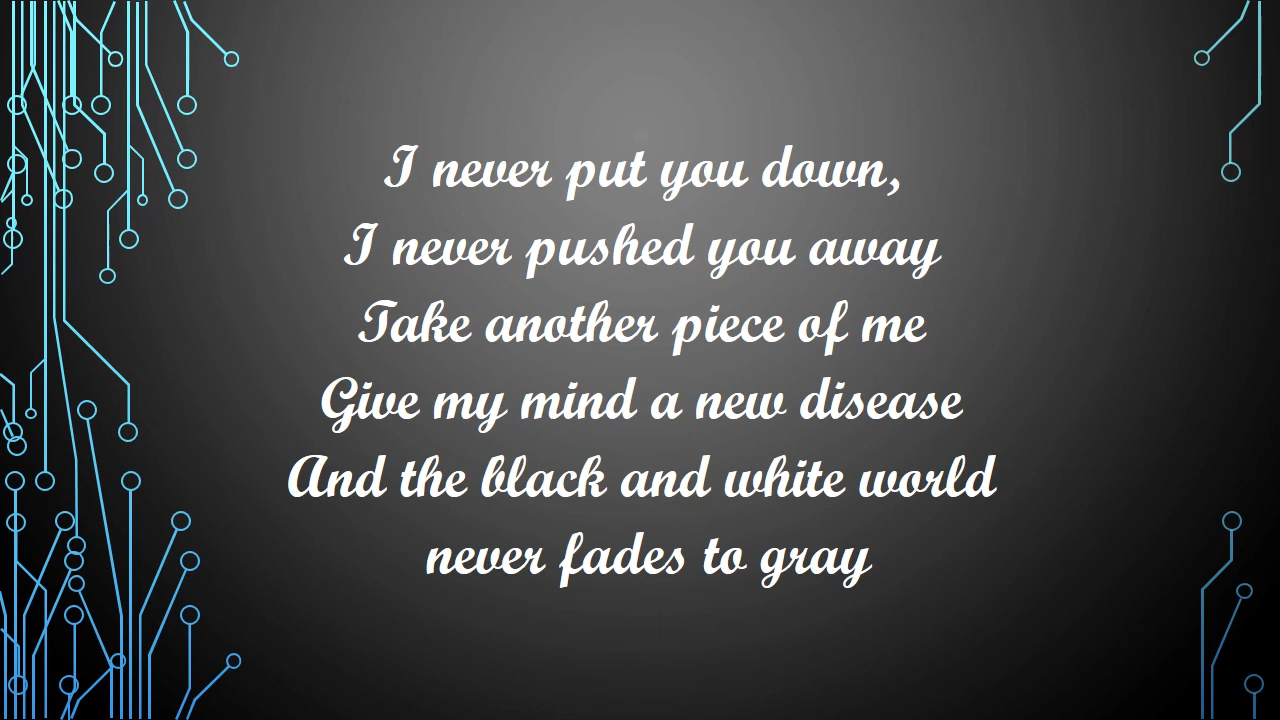 I never put you down,
I never pushed you away
Take another piece of me
Give my mind a new disease
And the black and white world
never fades to gray